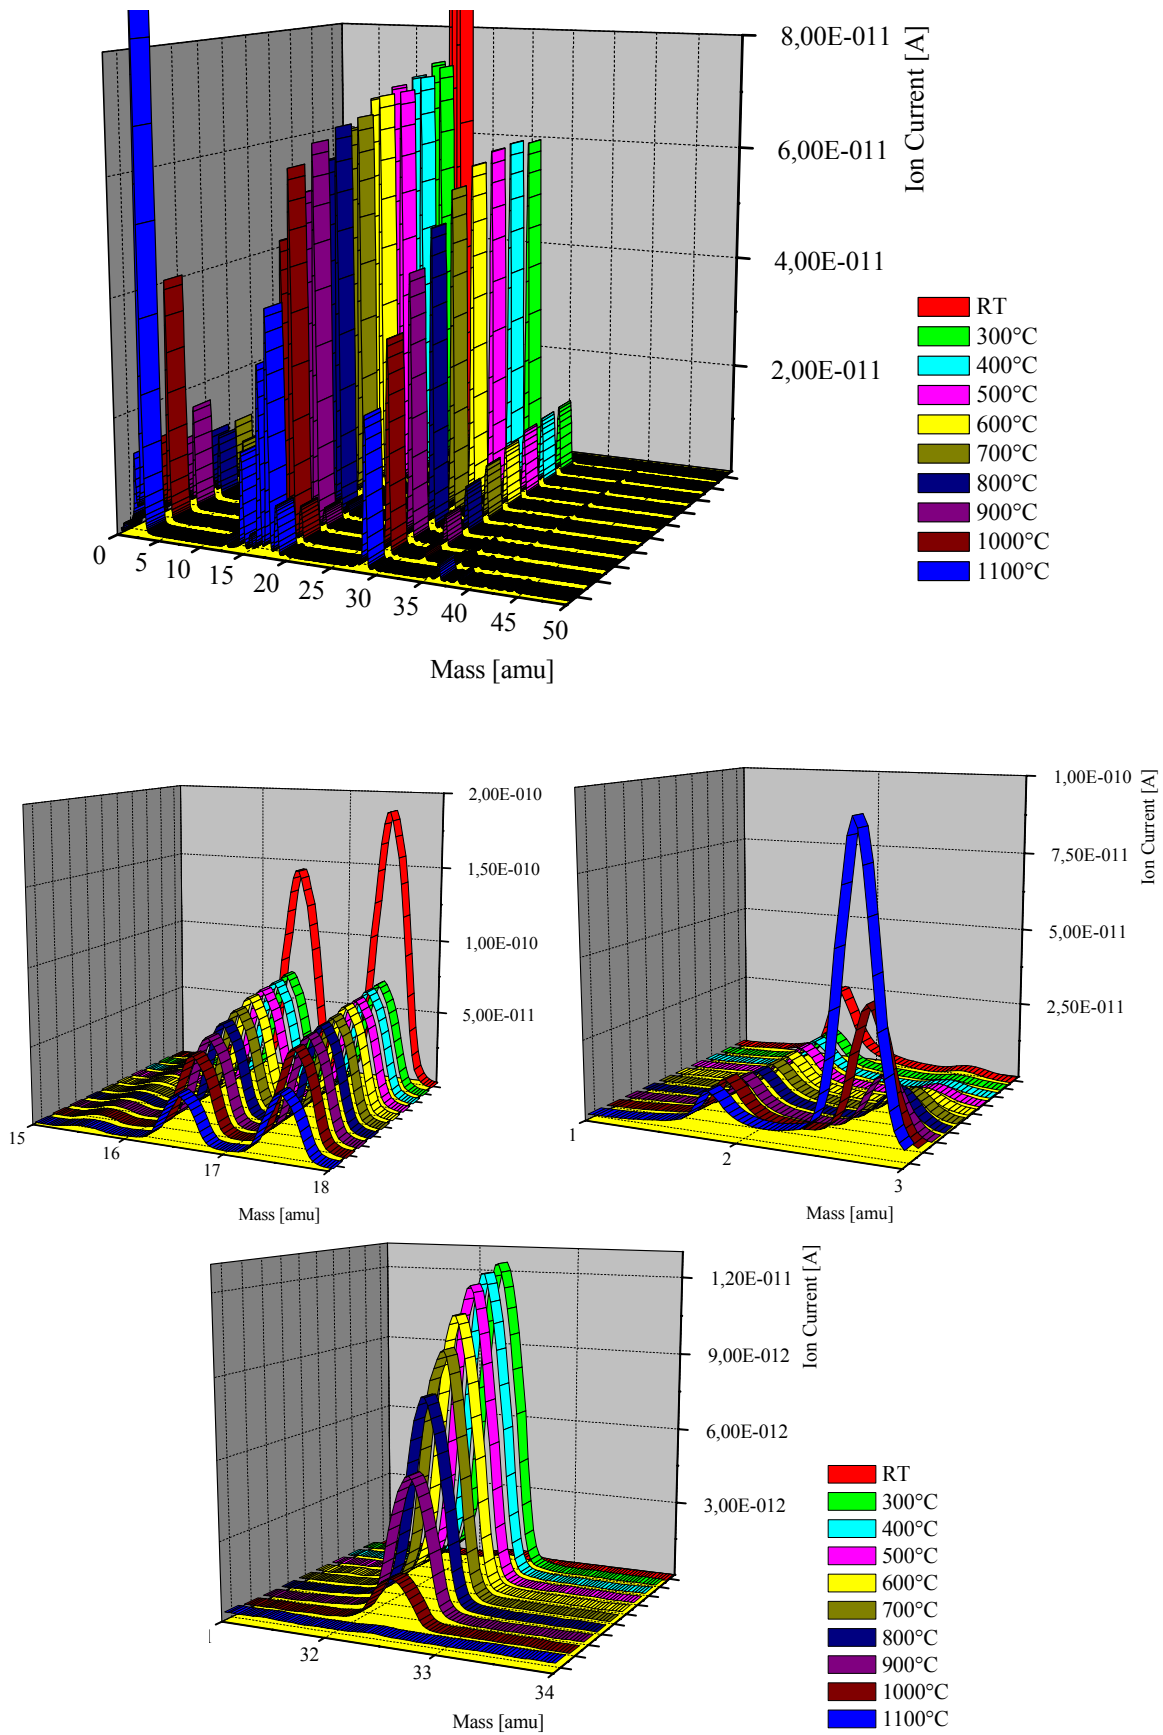 8,00E-011
6,00E-011
4,00E-011
2,00E-011
Ion Current [A]
RT
300°C
400°C
500°C
600°C
700°C
800°C
900°C
1000°C
1100°C
0
5
10
15
20
25
30
35
40
45
50
Mass [amu]
2,00E-010
1,50E-010
1,00E-010
5,00E-011
15
16
17
18
Mass [amu]
1,00E-010
7,50E-011
5,00E-011
2,50E-011
Ion Current [A]
1
2
3
Mass [amu]
1,20E-011
9,00E-012
6,00E-012
3,00E-012
Ion Current [A]
32
33
34
Mass [amu]
RT
300°C
400°C
500°C
600°C
700°C
800°C
900°C
1000°C
1100°C